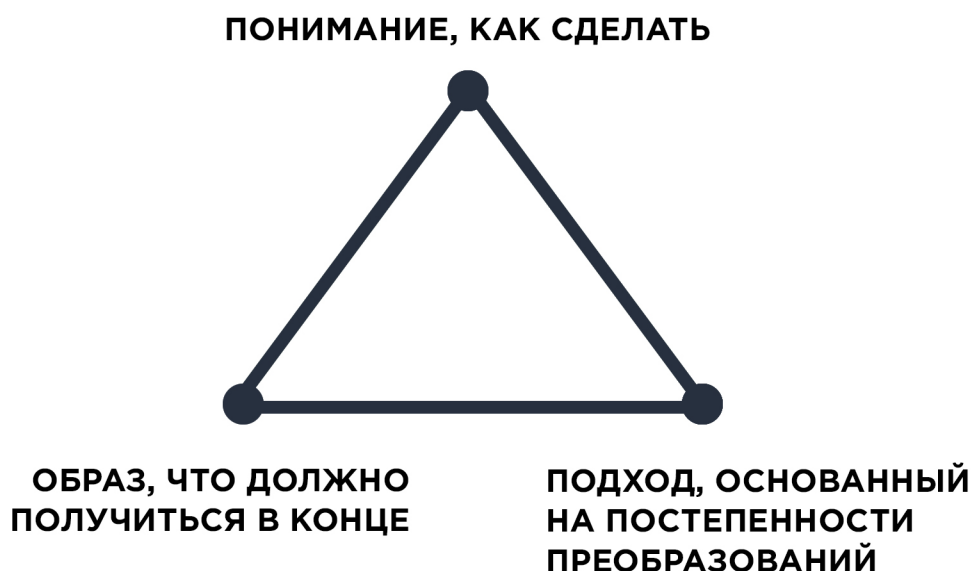 ПОНИМАНИЕ, КАК СДЕЛАТЬ
ОБРАЗ, ЧТО ДОЛЖНО
ПОЛУЧИТЬСЯ В КОНЦЕ
ПОДХОД, ОСНОВАННЫЙ
НА ПОСТЕПЕННОСТИ
ПРЕОБРАЗОВАНИЙ